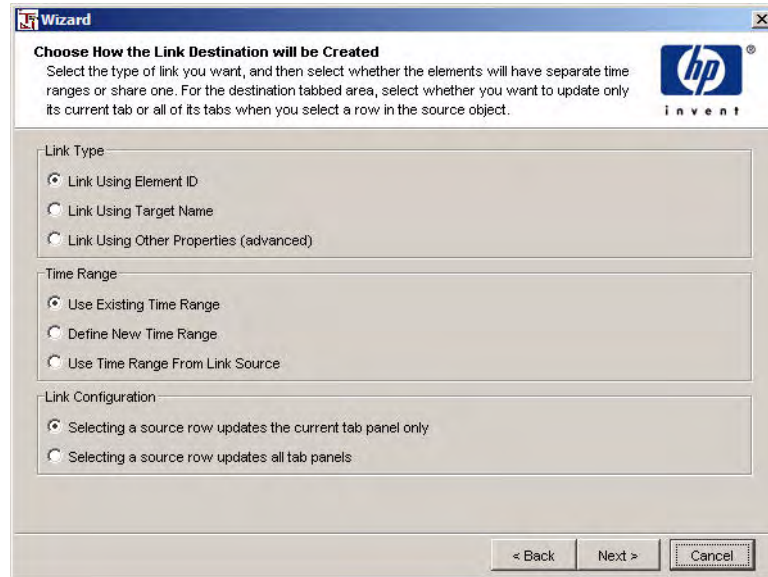 Wizard
Choose How the Link Destination will be Created
Select the type of link you want, and then select whether the elements will have separate time
ranges or share one. For the destination tabbed area, select whether you want to update only
its current tab or all of its tabs when you select a row in the source object.
hp ®
invent
Link Type
Link Using Element ID
Link Using Target Name
Link Using Other Properties (advanced)
Time Range
Use Existing Time Range
Define New Time Range
Use Time Range From Link Source
Link Configuration
Selecting a source row updates the current tab panel only
Selecting a source row updates all tab panels
< Back Next > Cancel